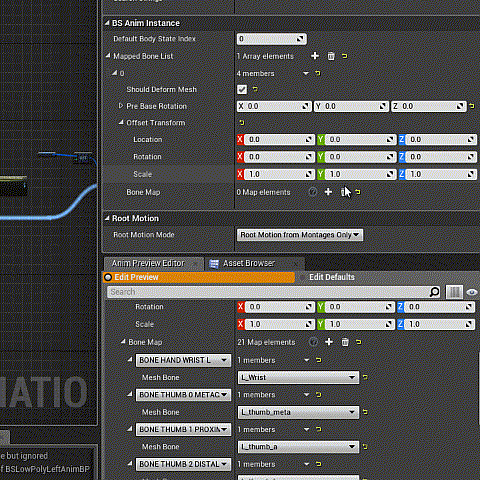 BS Anim Instance
Default Body State Index 0
Mapped Bone List 1 Array elements
0 4 members
Should Deform Mesh
Pre Base Rotation X 0.0 Y 0.0 Z 0.0
Offset Transform
Location X 0.0 Y 0.0 Z 0.0
Rotation X 0.0 Y 0.0 Z 0.0
Scale X 1.0 Y 1.0 Z 1.0
Bone Map 0 Map elements
Root Motion
Root Motion Mode Root Motion from Montages Only
Anim Preview Editor Asset Browser
Edit Preview Edit Defaults
Search
Rotation X 0.0 Y 0.0 Z 0.0
Scale X 1.0 Y 1.0 Z 1.0
Bone Map 21 Map elements
BONE HAND WRIST L 1 members
Mesh Bone L_Wrist
BONE THUMB 0 METAC 1 members
Mesh Bone L_thumb_meta
BONE THUMB 1 PROXIM 1 members
Mesh Bone L_thumb_a
BONE THUMB 2 DISTAL 1 members
Mesh Bone
MATIO
e but ignored
f BSLowPolyLeftAnimBP